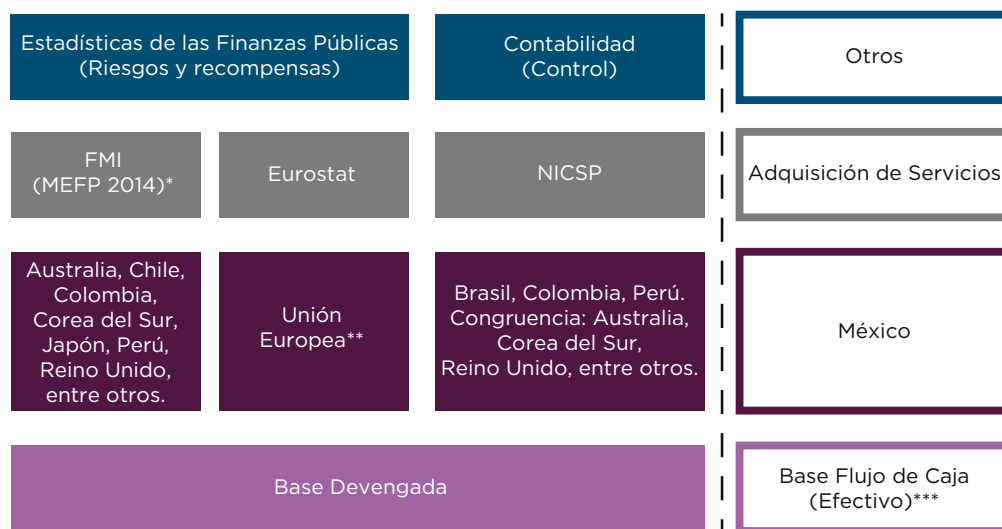 Estadísticas de las Finanzas Públicas
(Riesgos y recompensas)
Contabilidad
(Control)
Otros
FMI
(MEFP 2014)*
Eurostat
NICSP
Adquisición de Servicios
Australia, Chile,
Colombia,
Corea del Sur,
Japón, Perú,
Reino Unido,
entre otros.
Unión
Europea**
Brasil, Colombia, Perú.
Congruencia: Australia,
Corea del Sur,
Reino Unido, entre otros.
México
Base Devengada
Base Flujo de Caja
(Efectivo)***